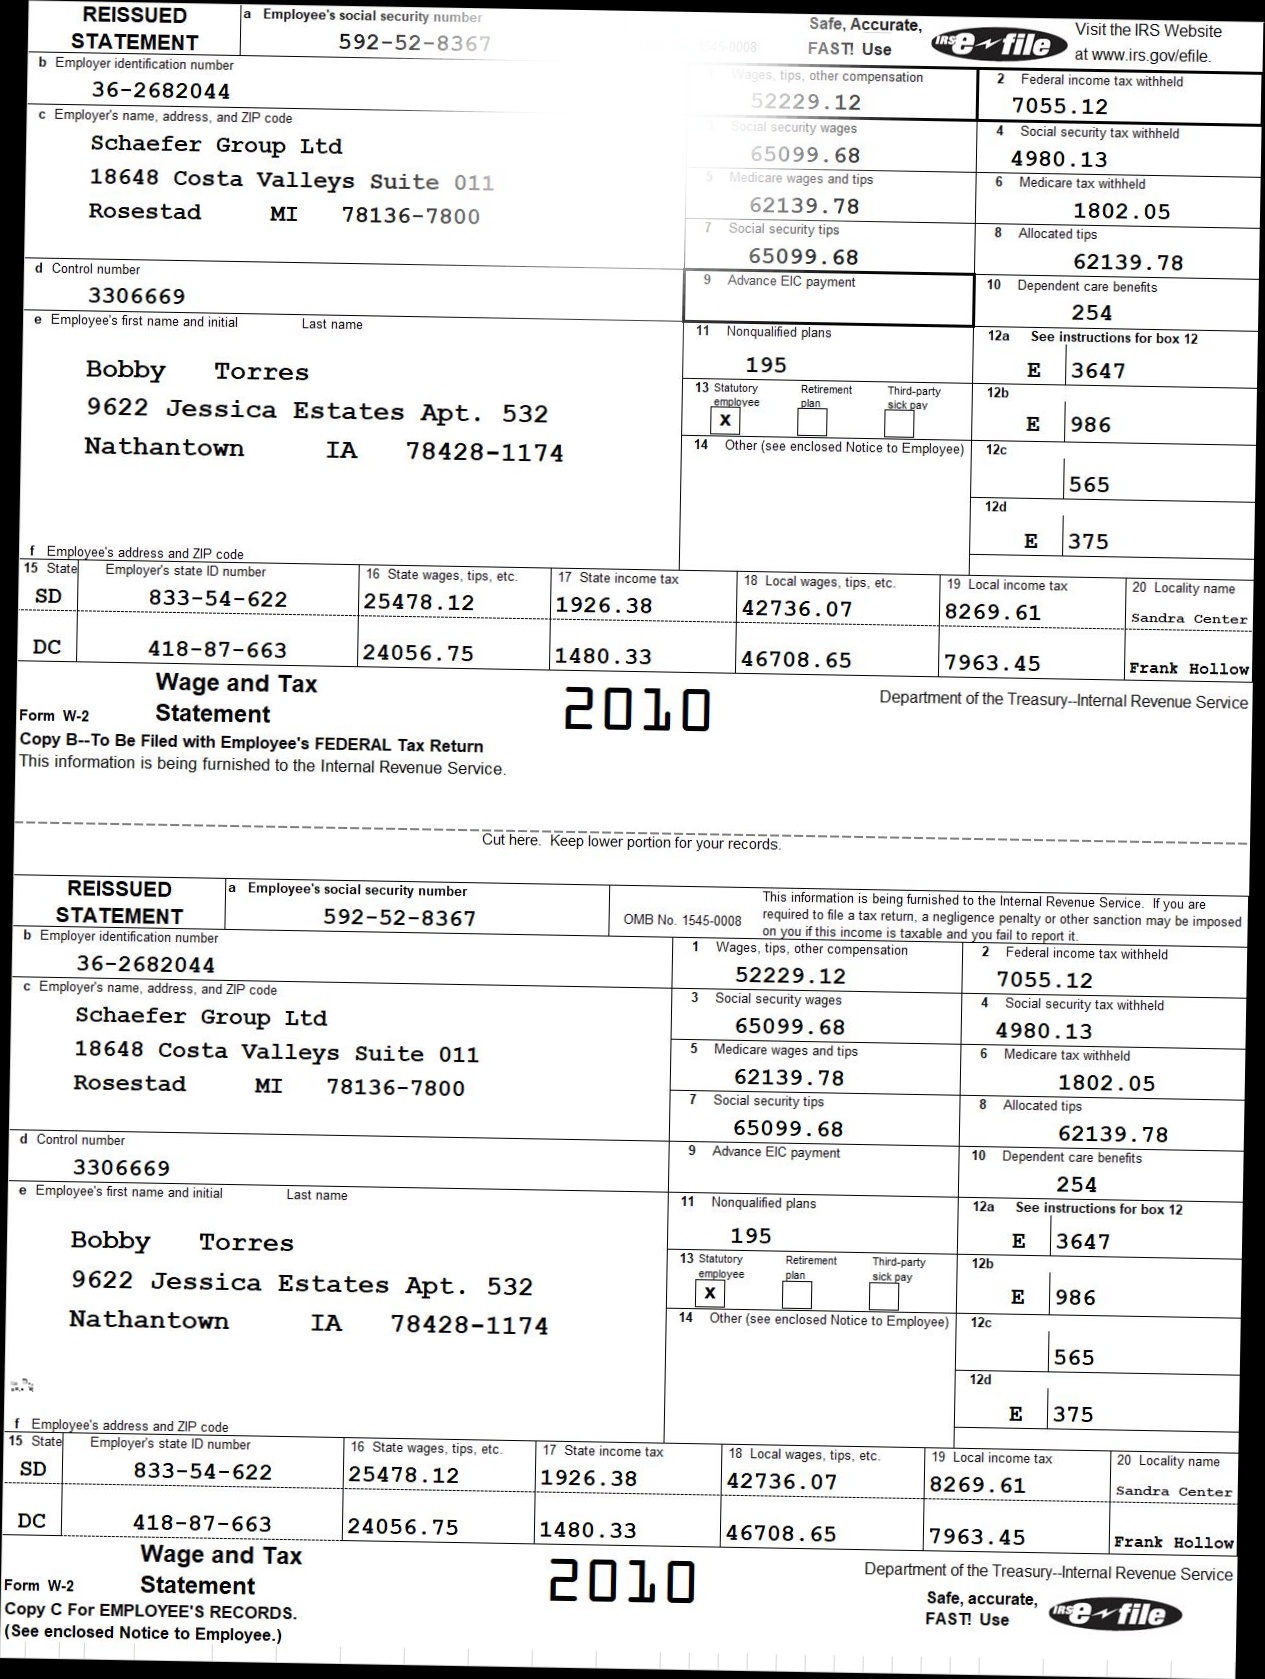 REISSUED STATEMENT
a Employee's social security number
592-52-8367
1545-0008
Safe, Accurate, FAST! Use
IRS e file
Visit the IRS Website at www.irs.gov/efile.
b Employer identification number
36-2682044
1 Wages, tips, other compensation
52229.12
2 Federal income tax withheld
7055.12
c Employer's name, address, and ZIP code
Schaefer Group Ltd
18648 Costa Valleys Suite 011
Rosestad MI 78136-7800
3 Social security wages
65099.68
4 Social security tax withheld
4980.13
5 Medicare wages and tips
62139.78
6 Medicare tax withheld
1802.05
7 Social security tips
65099.68
8 Allocated tips
62139.78
d Control number
3306669
9 Advance EIC payment
10 Dependent care benefits
254
e Employee's first name and initial Last name
Bobby Torres
9622 Jessica Estates Apt. 532
Nathantown IA 78428-1174
11 Nonqualified plans
195
12a See instructions for box 12
E 3647
13 Statutory employee Retirement plan Third-party sick pay
X
12b
E 986
14 Other (see enclosed Notice to Employee)
12c
565
12d
E 375
f Employee's address and ZIP code
15 State Employer's state ID number 16 State wages, tips, etc. 17 State income tax 18 Local wages, tips, etc. 19 Local income tax 20 Locality name
SD 833-54-622 25478.12 1926.38 42736.07 8269.61 Sandra Center
DC 418-87-663 24056.75 1480.33 46708.65 7963.45 Frank Hollow
Form W-2 Wage and Tax Statement
2010
Department of the Treasury--Internal Revenue Service
Copy B--To Be Filed with Employee's FEDERAL Tax Return
This information is being furnished to the Internal Revenue Service.
Cut here. Keep lower portion for your records.
REISSUED STATEMENT
a Employee's social security number
592-52-8367
OMB No. 1545-0008
This information is being furnished to the Internal Revenue Service. If you are
required to file a tax return, a negligence penalty or other sanction may be imposed
on you if this income is taxable and you fail to report it.
b Employer identification number
36-2682044
1 Wages, tips, other compensation
52229.12
2 Federal income tax withheld
7055.12
c Employer's name, address, and ZIP code
Schaefer Group Ltd
18648 Costa Valleys Suite 011
Rosestad MI 78136-7800
3 Social security wages
65099.68
4 Social security tax withheld
4980.13
5 Medicare wages and tips
62139.78
6 Medicare tax withheld
1802.05
7 Social security tips
65099.68
8 Allocated tips
62139.78
d Control number
3306669
9 Advance EIC payment
10 Dependent care benefits
254
e Employee's first name and initial Last name
Bobby Torres
9622 Jessica Estates Apt. 532
Nathantown IA 78428-1174
11 Nonqualified plans
195
12a See instructions for box 12
E 3647
13 Statutory employee Retirement plan Third-party sick pay
X
12b
E 986
14 Other (see enclosed Notice to Employee)
12c
565
12d
E 375
f Employee's address and ZIP code
15 State Employer's state ID number 16 State wages, tips, etc. 17 State income tax 18 Local wages, tips, etc. 19 Local income tax 20 Locality name
SD 833-54-622 25478.12 1926.38 42736.07 8269.61 Sandra Center
DC 418-87-663 24056.75 1480.33 46708.65 7963.45 Frank Hollow
Form W-2 Wage and Tax Statement
2010
Department of the Treasury--Internal Revenue Service
Copy C For EMPLOYEE'S RECORDS.
(See enclosed Notice to Employee.)
Safe, accurate, FAST! Use
IRS e file